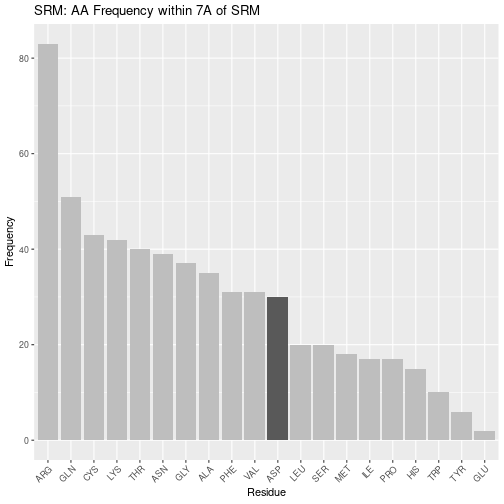 SRM: AA Frequency within 7A of SRM
80
60
40
20
0
Frequency
ARG GLN CYS LYS THR ASN GLY ALA PHE VAL ASP LEU SER MET ILE PRO HIS TRP TYR GLU
Residue